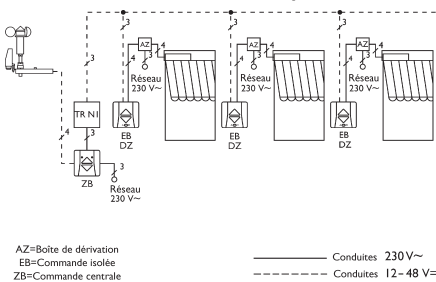 3
3
3
3
3
AZ
AZ
AZ
4
4
4
3
3
3
4
4
4
Réseau
230 V~
Réseau
230 V~
Réseau
230 V~
TR N1
EB
DZ
EB
DZ
EB
DZ
4
3
3
ZB
Réseau
230 V~
AZ=Boîte de dérivation
EB=Commande isolée
ZB=Commande centrale
Conduites 230 V~
Conduites 12–48 V=